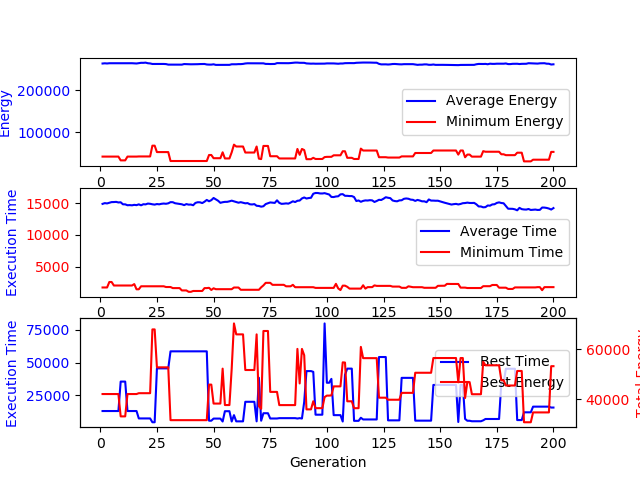 Energy
200000
100000
Average Energy
Minimum Energy
0 25 50 75 100 125 150 175 200
Execution Time
15000
10000
5000
Average Time
Minimum Time
0 25 50 75 100 125 150 175 200
Execution Time
75000
50000
25000
Best Time
Best Energy
60000
40000
Total Energy
0 25 50 75 100 125 150 175 200
Generation